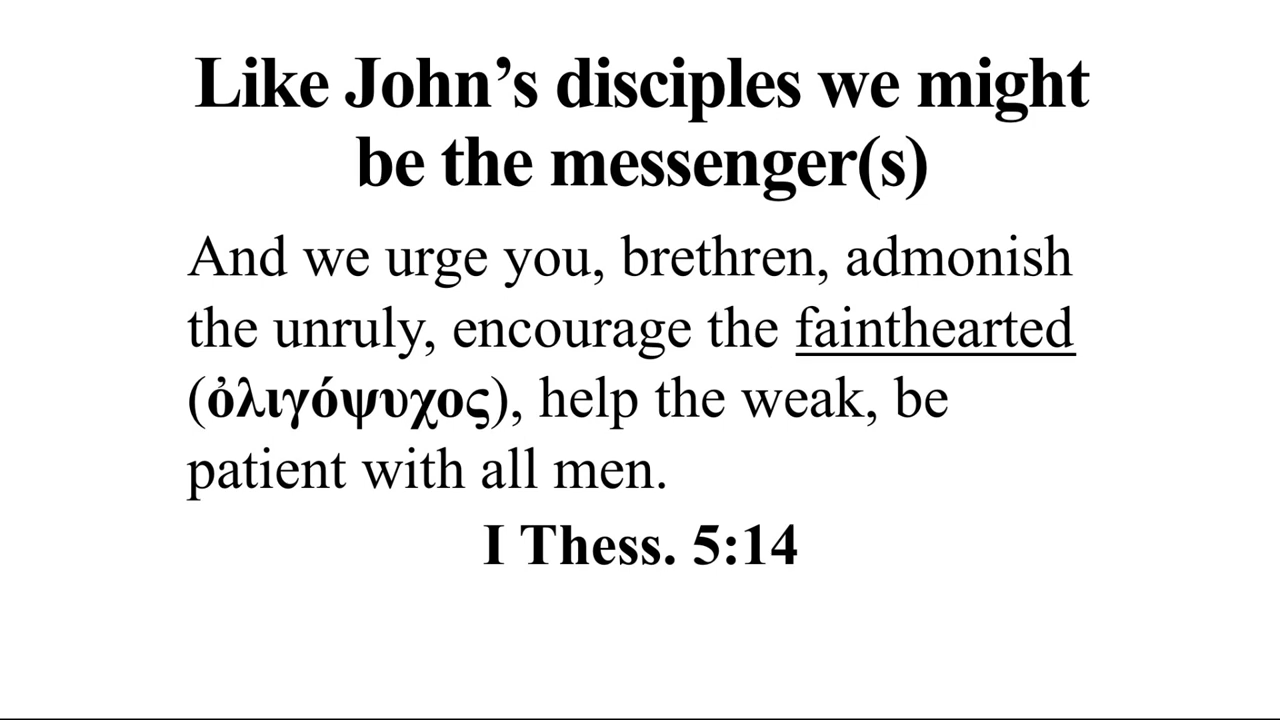 Like John’s disciples we might
be the messenger(s)
And we urge you, brethren, admonish
the unruly, encourage the fainthearted
(ὀλιγόψυχος), help the weak, be
patient with all men.
I Thess. 5:14